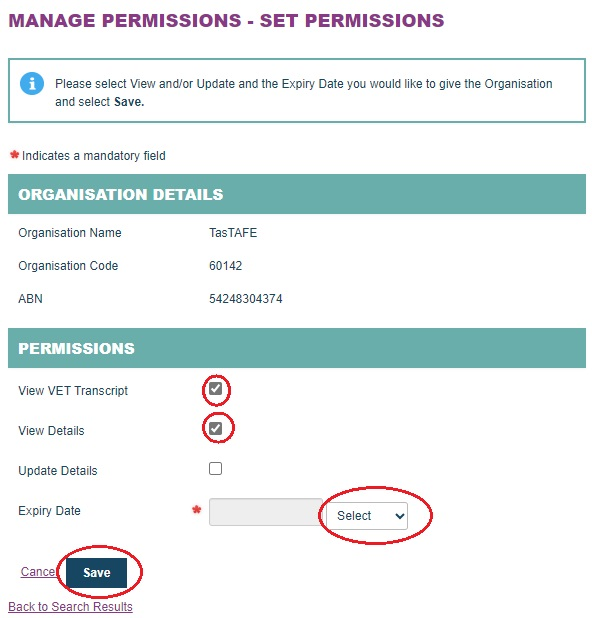 MANAGE PERMISSIONS - SET PERMISSIONS
i
Please select View and/or Update and the Expiry Date you would like to give the Organisation
and select Save.
* Indicates a mandatory field
ORGANISATION DETAILS
Organisation Name TasTAFE
Organisation Code 60142
ABN 54248304374
PERMISSIONS
View VET Transcript
View Details
Update Details
Expiry Date * Select
Cancel Save
Back to Search Results